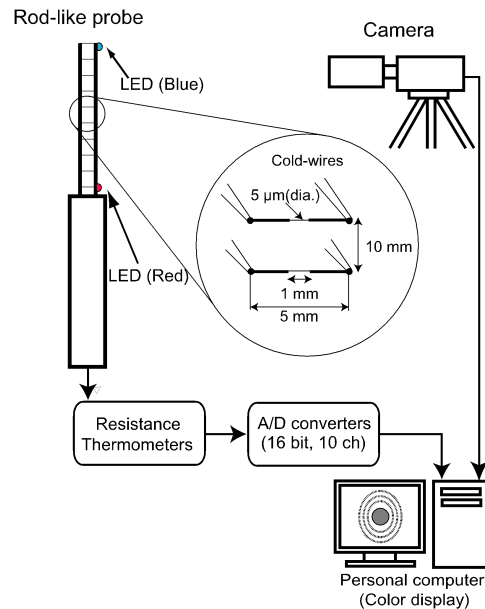 Rod-like probe
Camera
LED (Blue)
Cold-wires
5 μm(dia.)
10 mm
LED (Red)
1 mm
5 mm
Resistance
Thermometers
A/D converters
(16 bit, 10 ch)
Personal computer
(Color display)